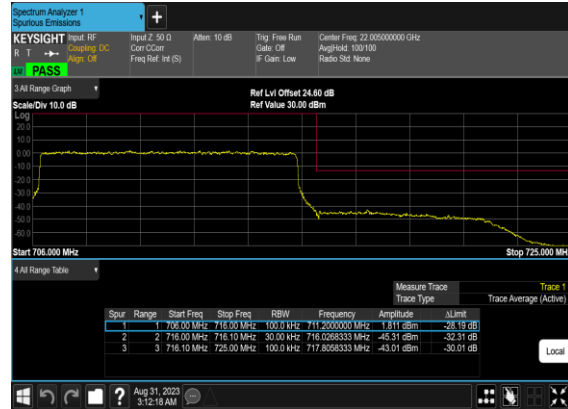 Spectrum Analyzer 1
Spurious Emissions
KEYSIGHT Input: RF Input Z: 50 Ω Atten: 10 dB Trig: Free Run Center Freq: 22.005000000 GHz
R T Coupling: DC Corr CCorr Gate: Off Avg|Hold: 100/100
Align: Off Freq Ref: Int (S) IF Gain: Low Radio Std: None
PASS
3 All Range Graph
Ref Lvl Offset 24.60 dB
Scale/Div 10.0 dB Ref Value 30.00 dBm
Log
20.0
10.0
0.00
-10.0
-20.0
-30.0
-40.0
-50.0
-60.0
Start 706.000 MHz Stop 725.000 MHz
4 All Range Table
Measure Trace Trace 1
Trace Type Trace Average (Active)
Spur Range Start Freq Stop Freq RBW Frequency Amplitude ΔLimit
1 1 706.00 MHz 716.00 MHz 100.0 kHz 711.2000000 MHz 1.811 dBm -28.19 dB
2 2 716.00 MHz 716.10 MHz 30.00 kHz 716.0268333 MHz -45.31 dBm -32.31 dB
3 3 716.10 MHz 725.00 MHz 100.0 kHz 717.8058333 MHz -43.01 dBm -30.01 dB
Local
? Aug 31, 2023
3:12:18 AM